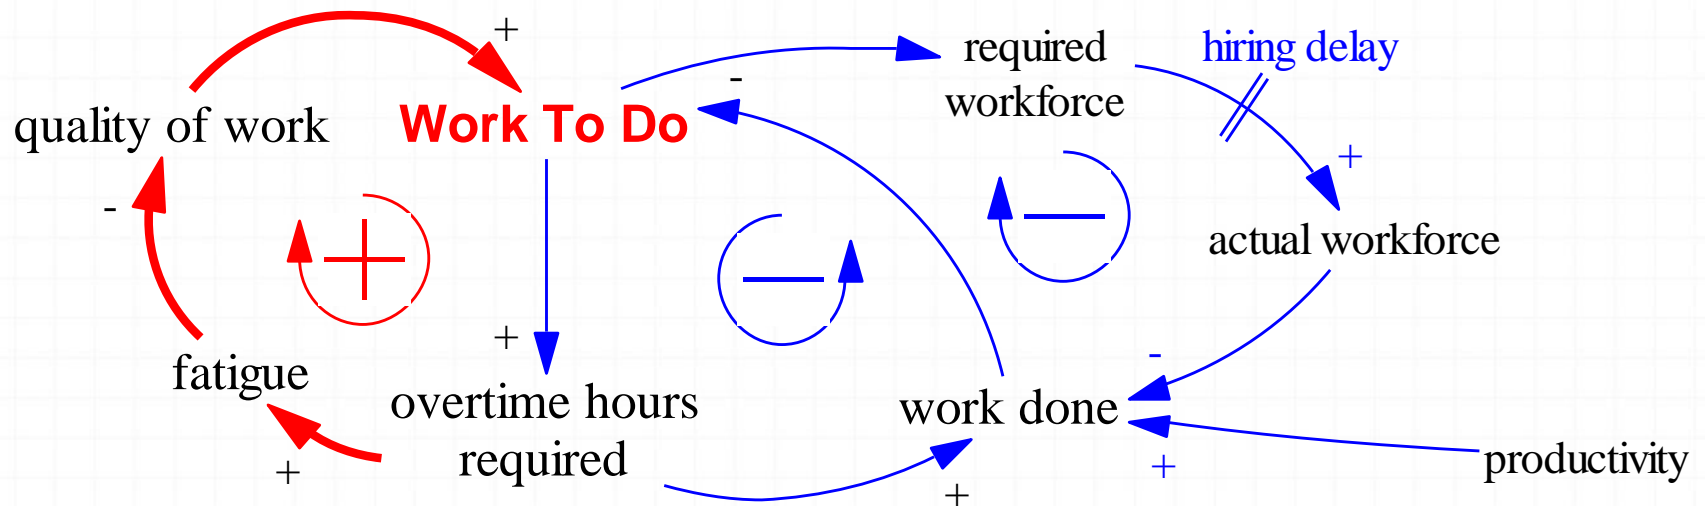 +
required
hiring delay
-
workforce
quality of work
Work To Do
+
-
actual workforce
+
-
fatigue
overtime hours
work done
required
productivity
+
+
+